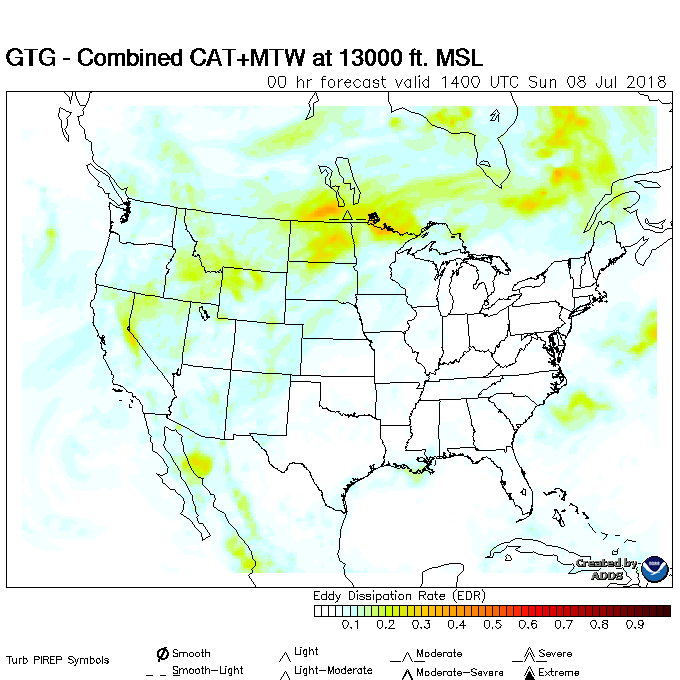 GTG - Combined CAT+MTW at 13000 ft. MSL
00 hr forecast valid 1400 UTC Sun 08 Jul 2018
Created by
ADDS
Eddy Dissipation Rate (EDR)
0.1 0.2 0.3 0.4 0.5 0.6 0.7 0.8 0.9
Turb PIREP Symbols
Smooth Light Moderate Severe
Smooth-Light Light-Moderate Moderate-Severe Extreme